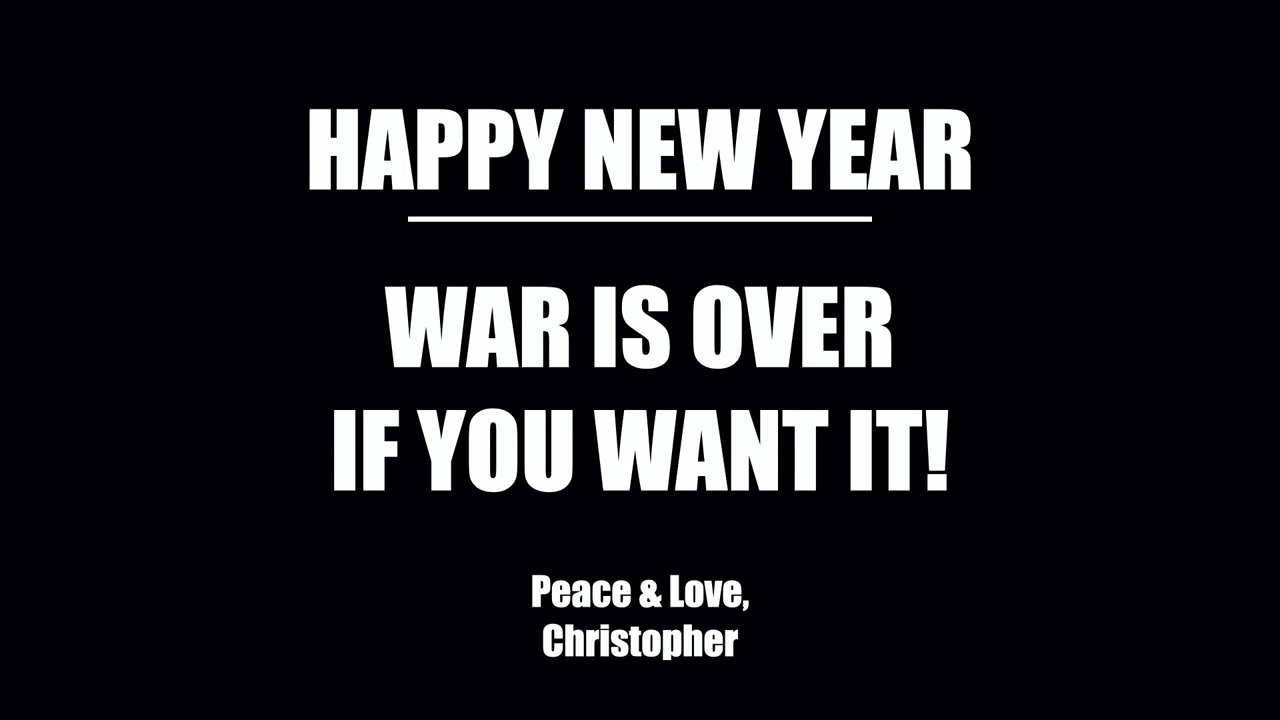 HAPPY NEW YEAR
WAR IS OVER
IF YOU WANT IT!
Peace & Love,
Christopher